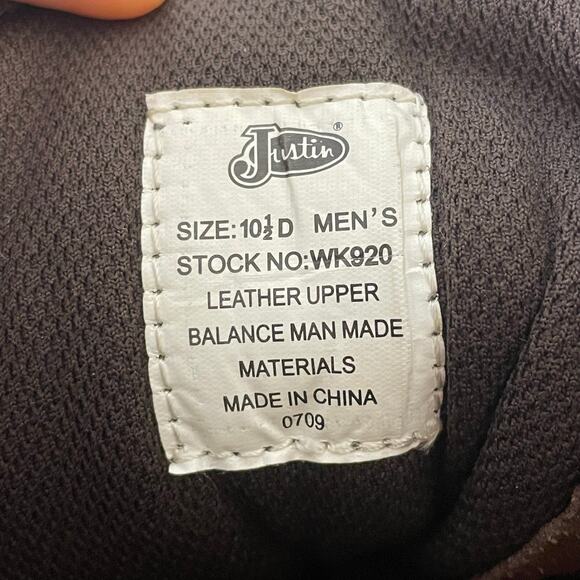 Justin®
SIZE:10½D MEN'S
STOCK NO:WK920
LEATHER UPPER
BALANCE MAN MADE
MATERIALS
MADE IN CHINA
0709